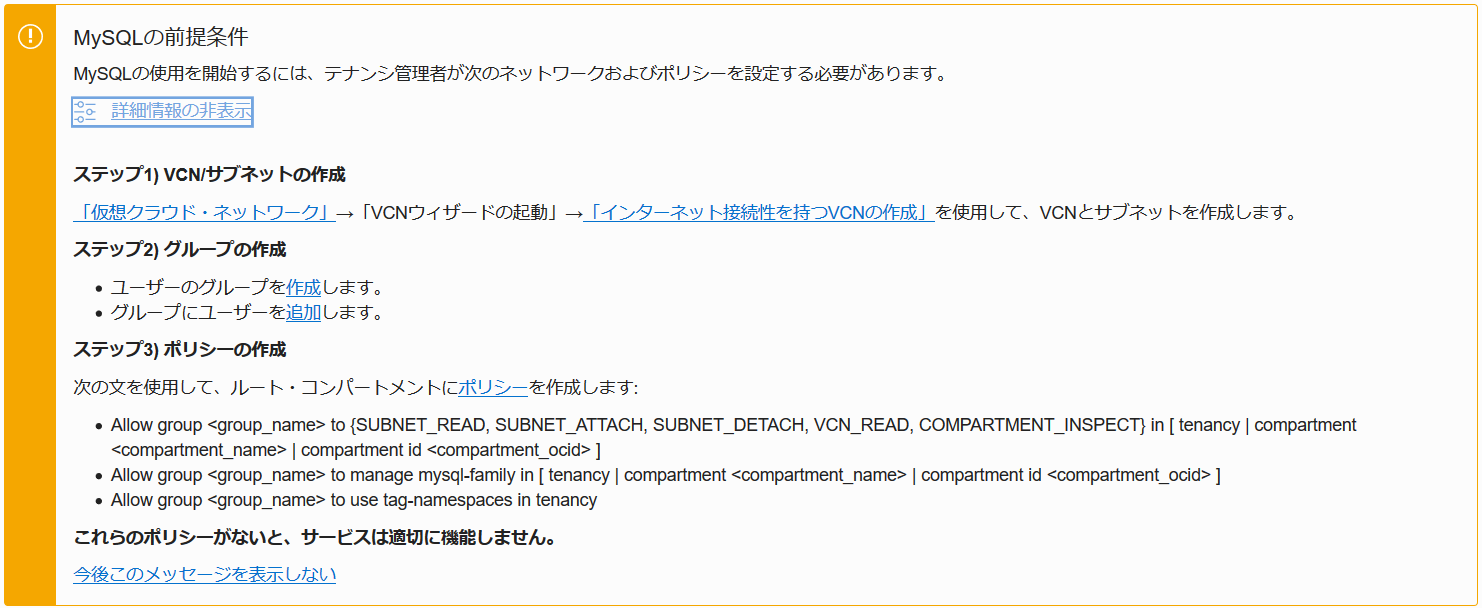 MySQLの前提条件
MySQLの使用を開始するには、テナンシ管理者が次のネットワークおよびポリシーを設定する必要があります。
詳細情報の非表示
ステップ1) VCN/サブネットの作成
「仮想クラウド・ネットワーク」→「VCNウィザードの起動」→「インターネット接続性を持つVCNの作成」を使用して、VCNとサブネットを作成します。
ステップ2) グループの作成
• ユーザーのグループを作成します。
• グループにユーザーを追加します。
ステップ3) ポリシーの作成
次の文を使用して、ルート・コンパートメントにポリシーを作成します:
• Allow group <group_name> to {SUBNET_READ, SUBNET_ATTACH, SUBNET_DETACH, VCN_READ, COMPARTMENT_INSPECT} in [ tenancy | compartment
<compartment_name> | compartment id <compartment_ocid> ]
• Allow group <group_name> to manage mysql-family in [ tenancy | compartment <compartment_name> | compartment id <compartment_ocid> ]
• Allow group <group_name> to use tag-namespaces in tenancy
これらのポリシーがないと、サービスは適切に機能しません。
今後このメッセージを表示しない